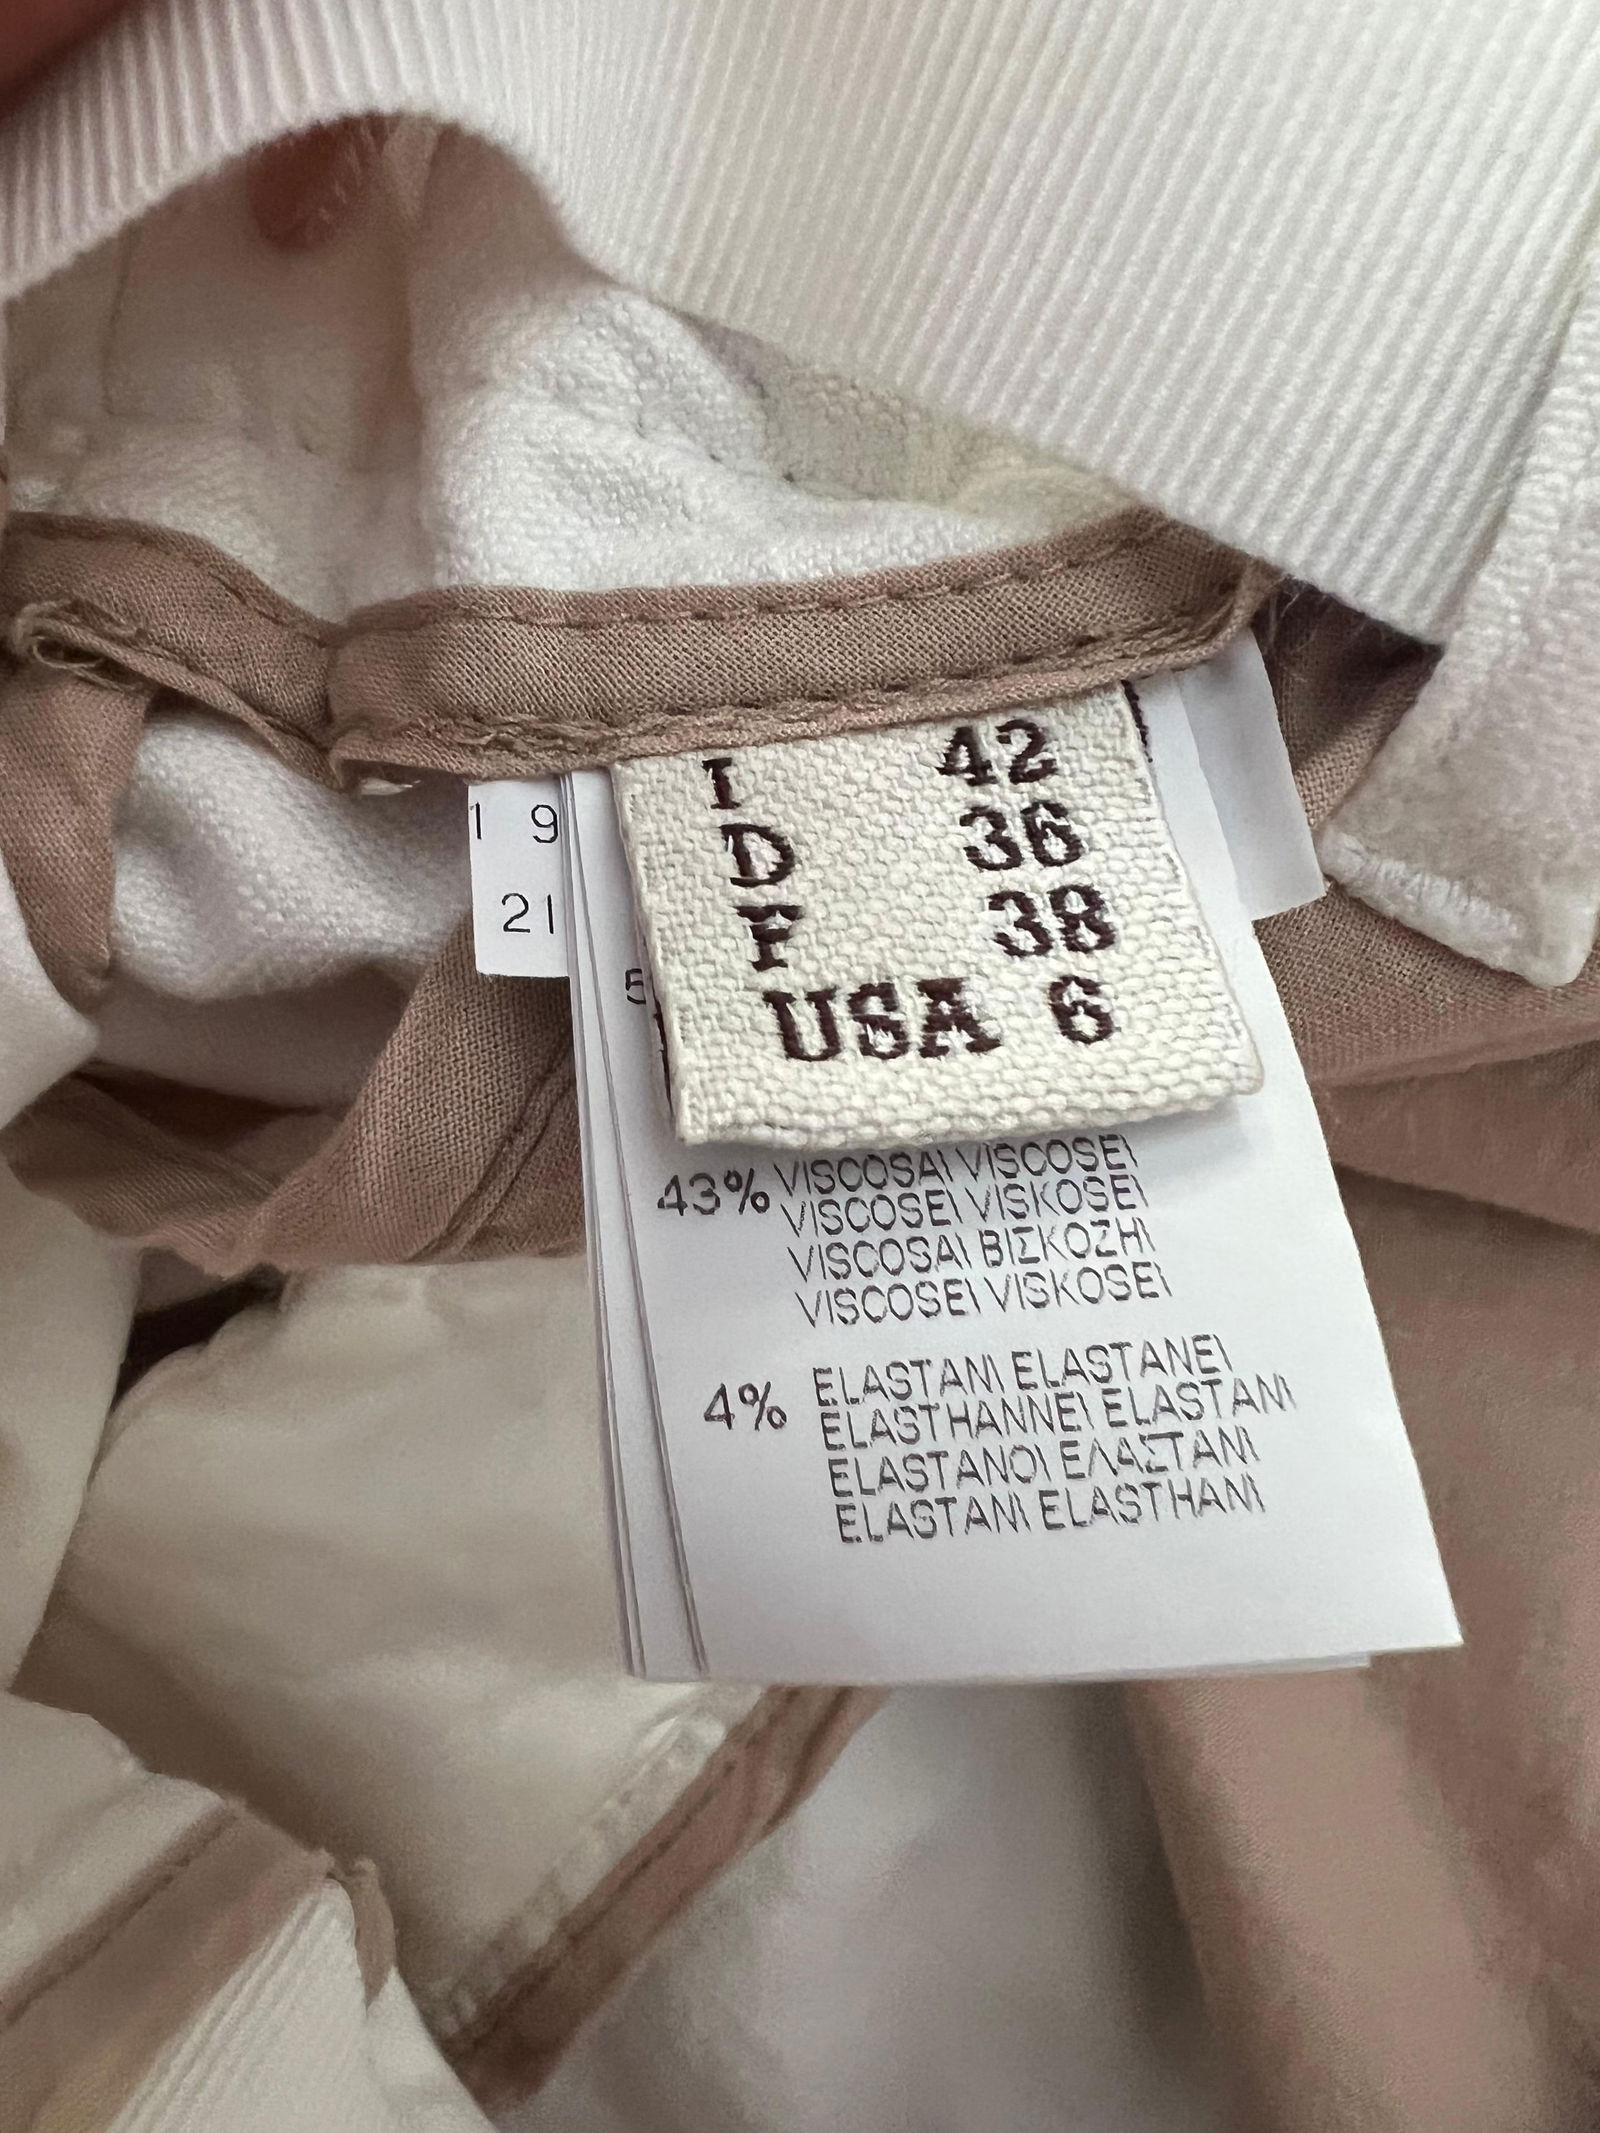 I 42
D 36
F 38
USA 6
1 9
21
5
43% VISCOSA\ VISCOSE\
VISCOSE\ VISKOSE\
VISCOSA\ ΒΙΣΚΟΖΗ\
VISCOSE\ VISKOSE\
4% ELASTAN\ ELASTANE\
ELASTHANNE\ ELASTAN\
ELASTANO\ ΕΛΑΣΤΑΝ\
ELASTAN\ ELASTHAN\